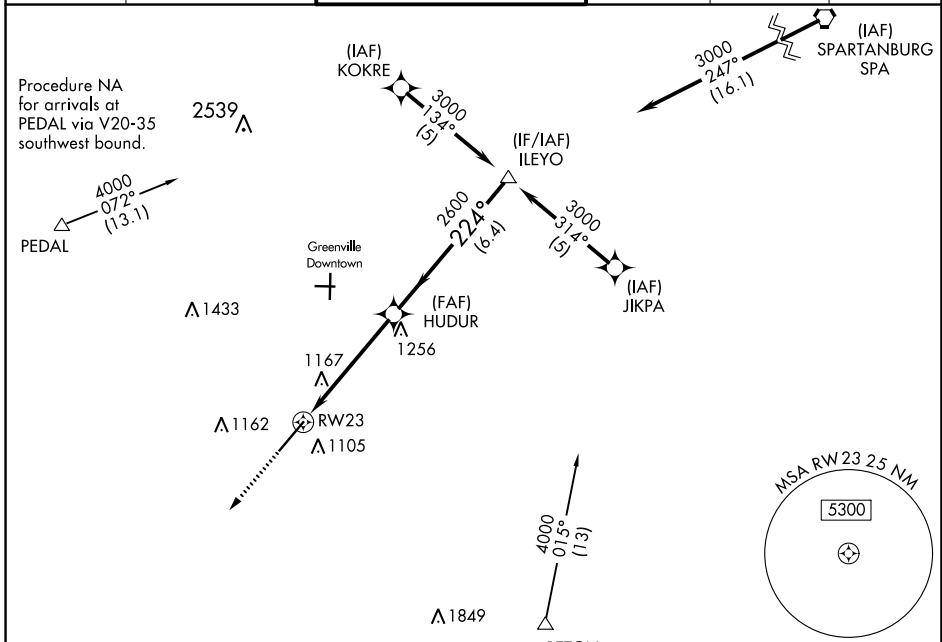 (IAF)
SPARTANBURG
SPA
3000
247°
(16.1)
(IAF)
KOKRE
3000
134°
(5)
Procedure NA
for arrivals at
PEDAL via V20-35
southwest bound.
2539
(IF/IAF)
ILEYO
4000
072°
(13.1)
PEDAL
2600
224°
(6.4)
3000
314°
(5)
(IAF)
JIKPA
Greenville
Downtown
1433
(FAF)
HUDUR
1256
1167
1162
RW23
1105
MSA RW23 25 NM
5300
4000
015°
(13)
1849